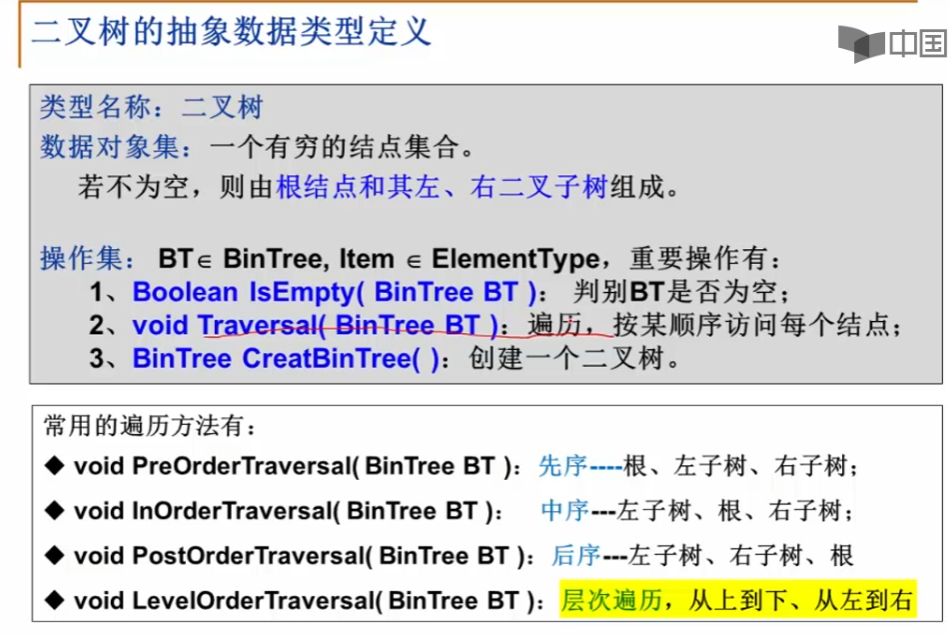 二叉树的抽象数据类型定义
中国
类型名称：二叉树
数据对象集：一个有穷的结点集合。
若不为空，则由根结点和其左、右二叉子树组成。
操作集： BT∈ BinTree, Item ∈ ElementType，重要操作有：
1、Boolean IsEmpty( BinTree BT )： 判别BT是否为空；
2、void Traversal( BinTree BT )：遍历，按某顺序访问每个结点；
3、BinTree CreatBinTree( )：创建一个二叉树。
常用的遍历方法有：
◆ void PreOrderTraversal( BinTree BT )：先序----根、左子树、右子树；
◆ void InOrderTraversal( BinTree BT )： 中序---左子树、根、右子树；
◆ void PostOrderTraversal( BinTree BT )：后序---左子树、右子树、根
◆ void LevelOrderTraversal( BinTree BT )：层次遍历，从上到下、从左到右